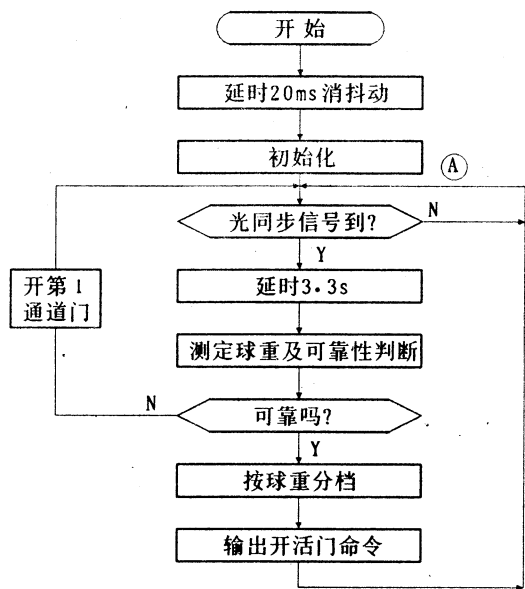 开始
延时20ms消抖动
初始化
A
光同步信号到?
N
Y
开第1
通道门
延时3.3s
测定球重及可靠性判断
N
可靠吗?
Y
按球重分档
输出开活门命令